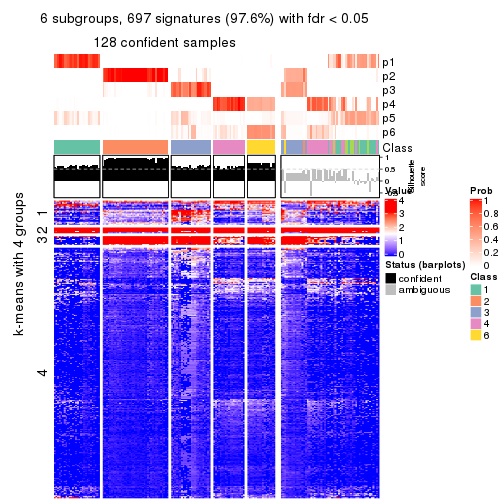 6 subgroups, 697 signatures (97.6%) with fdr < 0.05
128 confident samples
p1
p2
p3
p4
p5
p6
Class
1
0.5
0
-0.5
Silhouette
score
k-means with 4 groups
1
2
3
4
Value
4
3
2
1
0
Status (barplots)
confident
ambiguous
Prob
1
0.8
0.6
0.4
0.2
0
Class
1
2
3
4
6